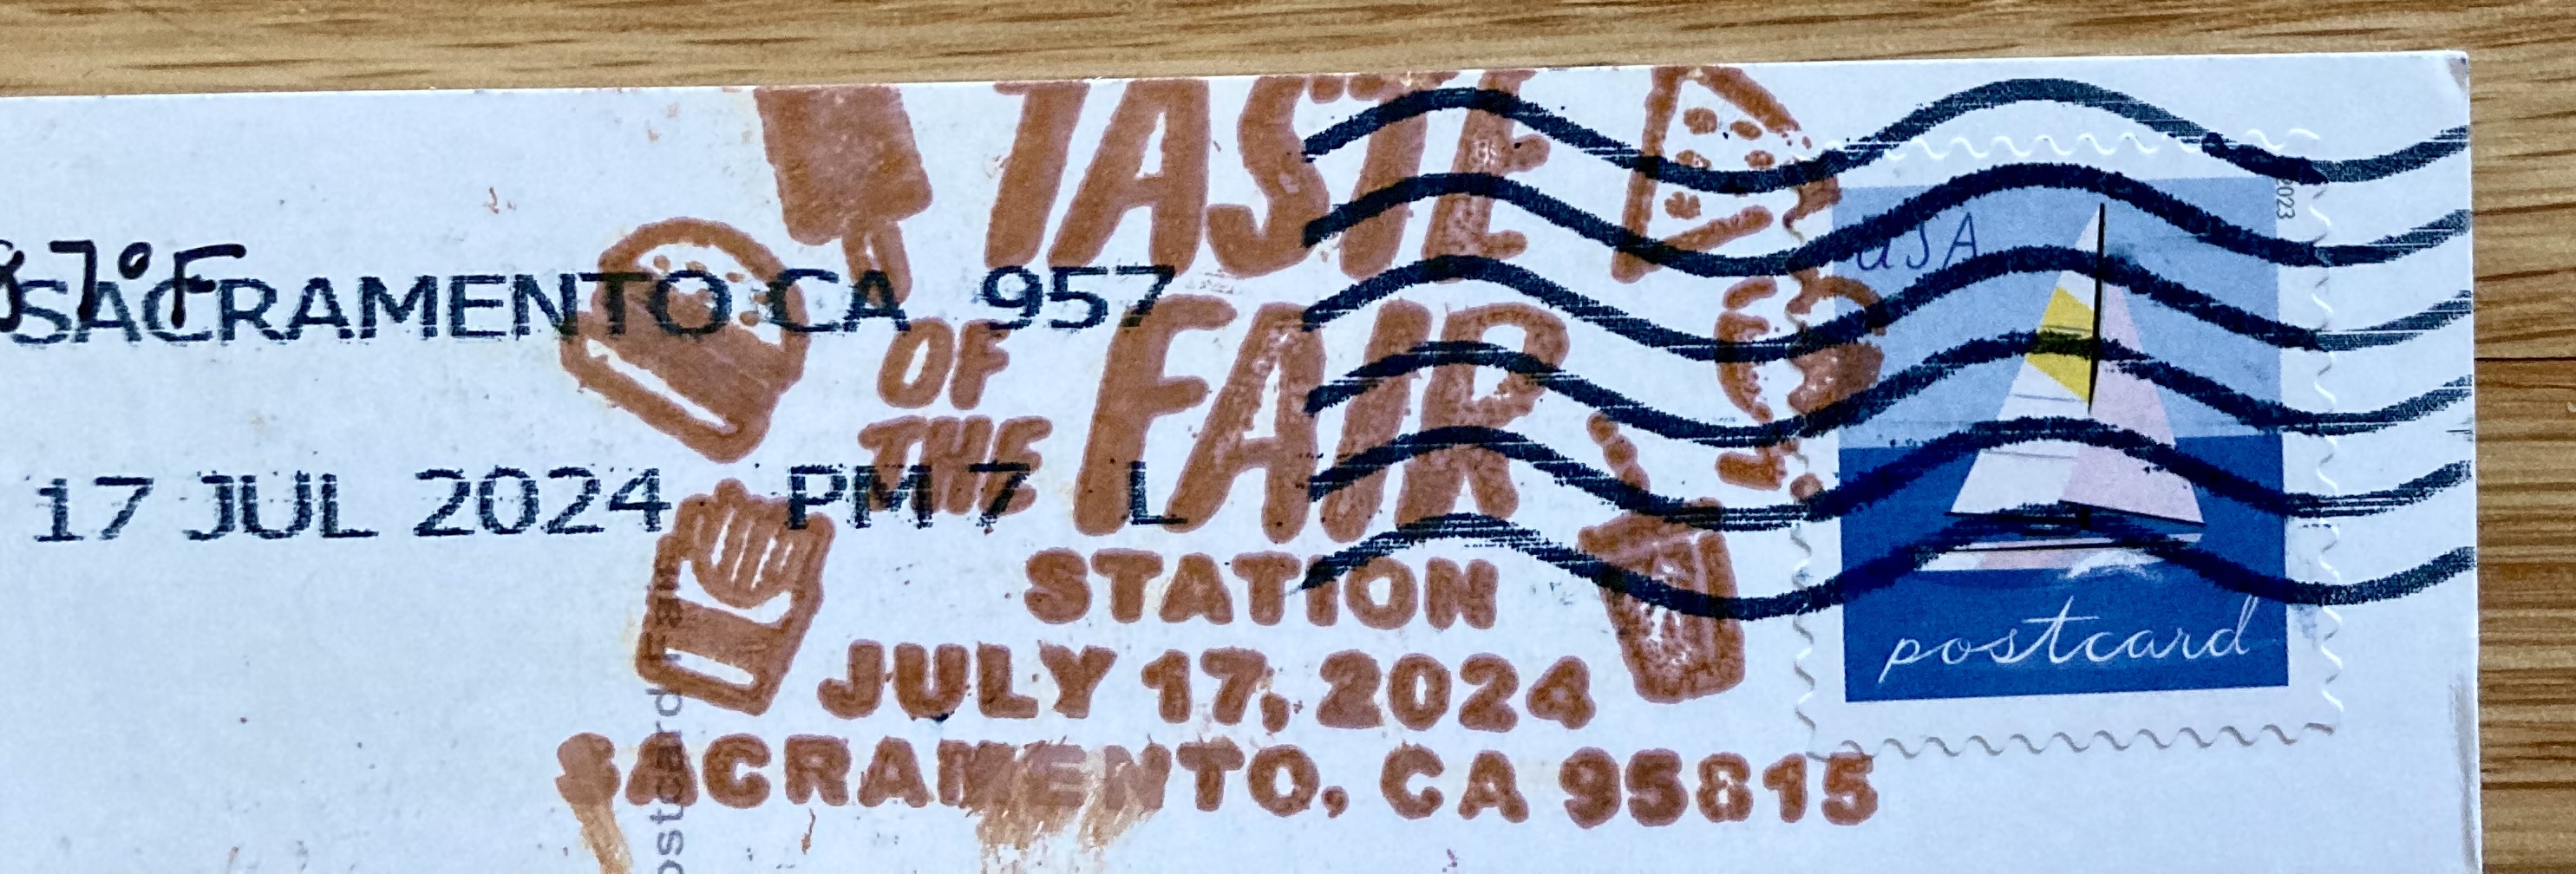 TASTE
OF
THE
FAIR
STATION
JULY 17, 2024
SACRAMENTO, CA 95815
SACRAMENTO CA 957
17 JUL 2024 PM 7 L
7°F
USA
2023
postcard